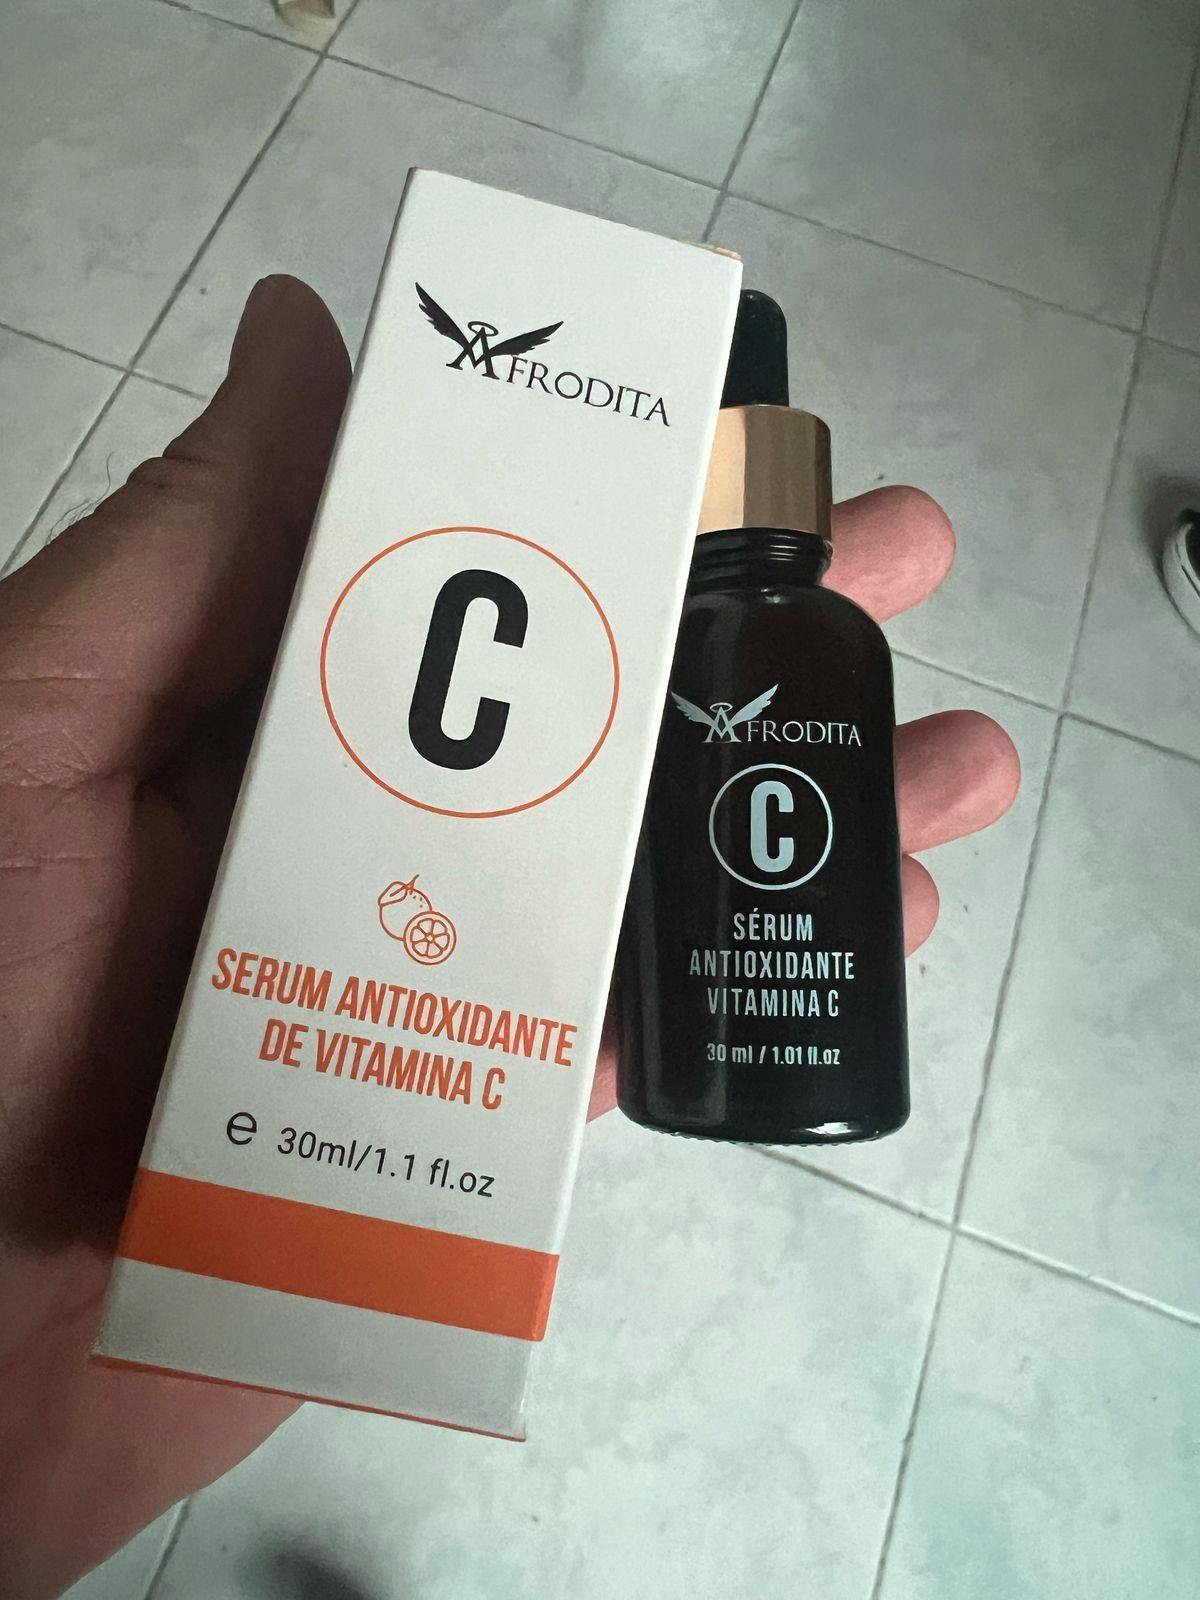 AFRODITA
C
SERUM ANTIOXIDANTE
DE VITAMINA C
e 30ml/1.1 fl.oz
AFRODITA
C
SÉRUM
ANTIOXIDANTE
VITAMINA C
30 ml / 1.01 fl.oz